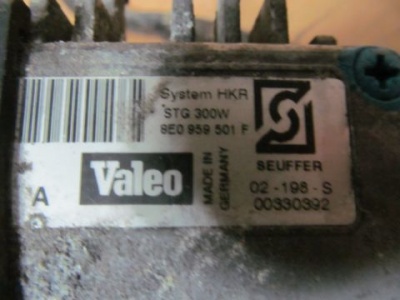 System HKR
STG 300W
8E0 959 501 F
SEUFFER
Valeo
MADE IN
GERMANY
02-198-S
00330392
A